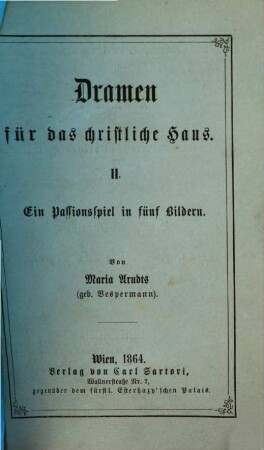 Dramen
für das christliche Haus.
II.
Ein Passionsspiel in fünf Bildern.
Von
Maria Arndts
(geb. Vespermann).
Wien, 1864.
Verlag von Carl Sartori,
Wallnerstraße Nr. 7,
gegenüber dem fürstl. Esterhazy'schen Palais.